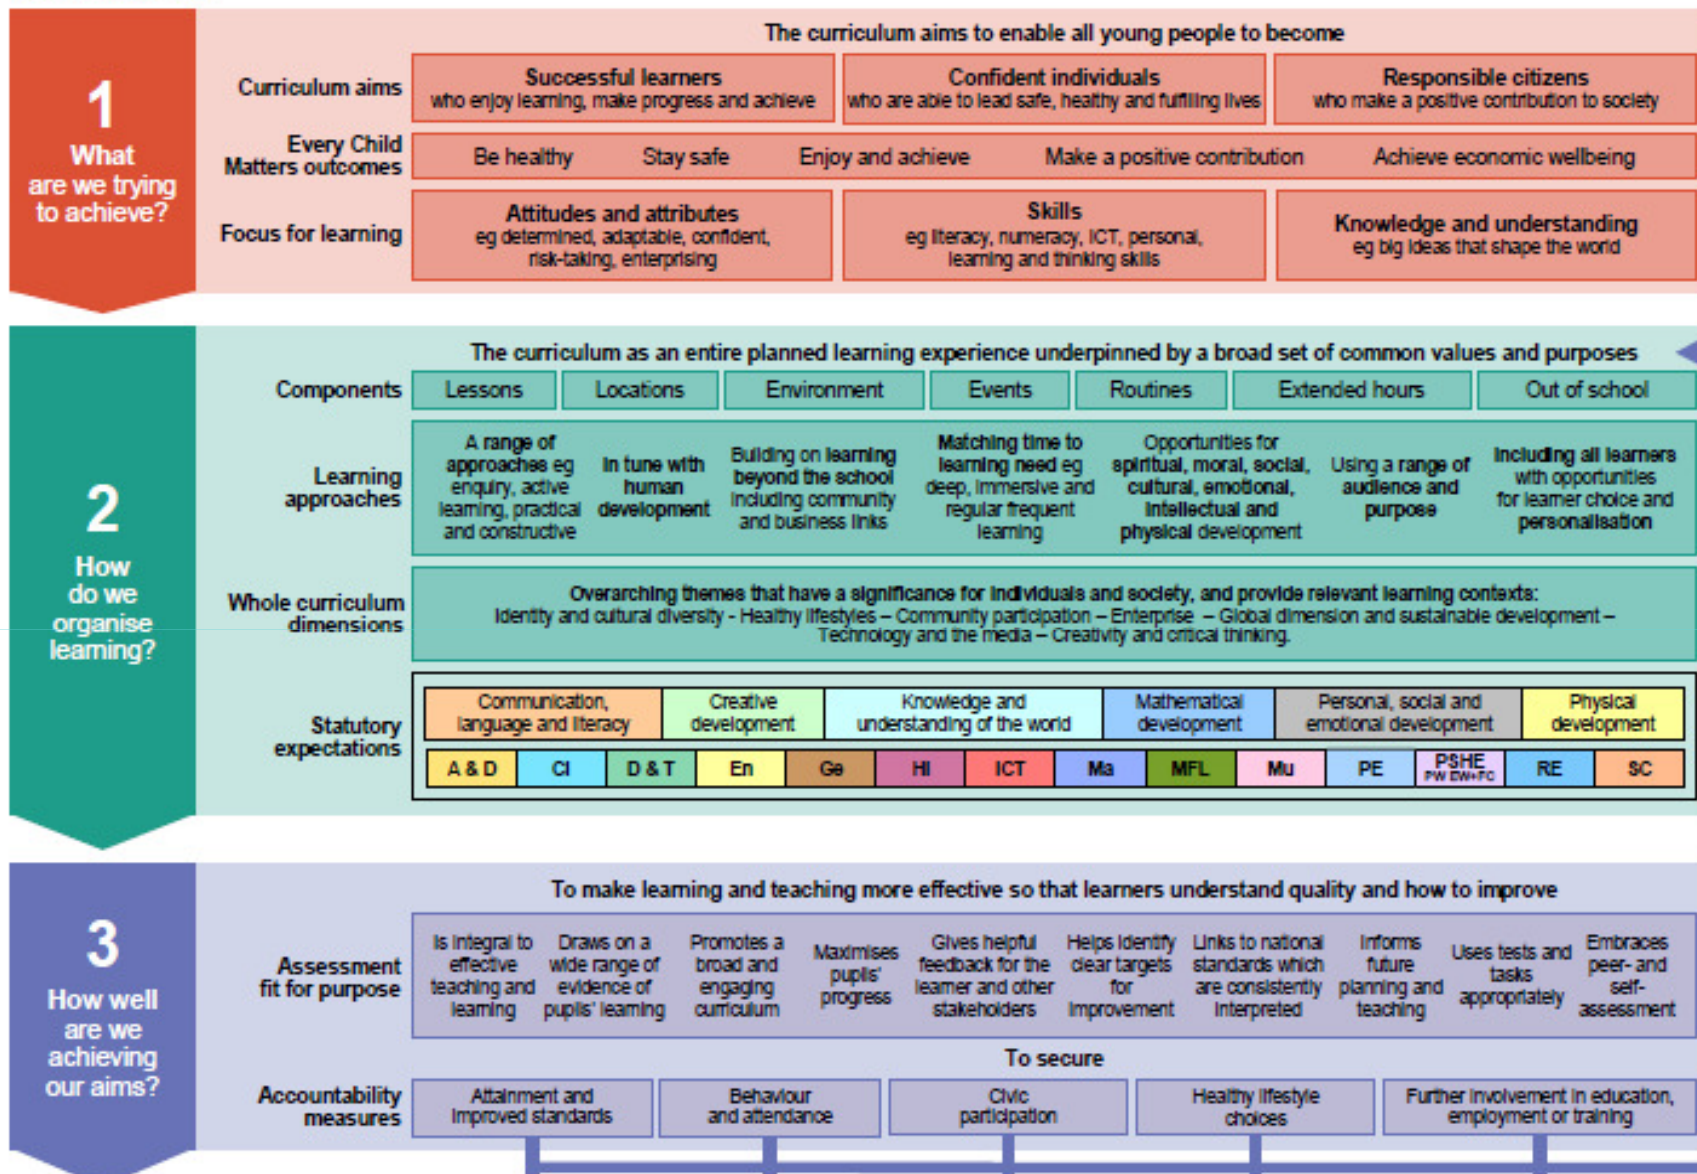 1
What
are we trying
to achieve?
The curriculum aims to enable all young people to become
Curriculum aims
Successful learners
who enjoy learning, make progress and achieve
Confident individuals
who are able to lead safe, healthy and fulfilling lives
Responsible citizens
who make a positive contribution to society
Every Child
Matters outcomes
Be healthy
Stay safe
Enjoy and achieve
Make a positive contribution
Achieve economic wellbeing
Focus for learning
Attitudes and attributes
eg determined, adaptable, confident,
risk-taking, enterprising
Skills
eg literacy, numeracy, ICT, personal,
learning and thinking skills
Knowledge and understanding
eg big ideas that shape the world
2
How
do we
organise
learning?
The curriculum as an entire planned learning experience underpinned by a broad set of common values and purposes
Components
Lessons
Locations
Environment
Events
Routines
Extended hours
Out of school
Learning
approaches
A range of
approaches eg
enquiry, active
learning, practical
and constructive
In tune with
human
development
Building on learning
beyond the school
including community
and business links
Matching time to
learning need eg
deep, immersive and
regular frequent
learning
Opportunities for
spiritual, moral, social,
cultural, emotional,
intellectual and
physical development
Using a range of
audience and
purpose
Including all learners
with opportunities
for learner choice and
personalisation
Whole curriculum
dimensions
Overarching themes that have a significance for individuals and society, and provide relevant learning contexts:
Identity and cultural diversity - Healthy lifestyles – Community participation – Enterprise – Global dimension and sustainable development –
Technology and the media – Creativity and critical thinking.
Statutory
expectations
Communication,
language and literacy
Creative
development
Knowledge and
understanding of the world
Mathematical
development
Personal, social and
emotional development
Physical
development
A & D
CI
D & T
En
Ge
HI
ICT
Ma
MFL
Mu
PE
PSHE
PW EW+FC
RE
SC
3
How well
are we
achieving
our aims?
To make learning and teaching more effective so that learners understand quality and how to improve
Assessment
fit for purpose
Is integral to
effective
teaching and
learning
Draws on a
wide range of
evidence of
pupils' learning
Promotes a
broad and
engaging
curriculum
Maximises
pupils'
progress
Gives helpful
feedback for the
learner and other
stakeholders
Helps identify
clear targets
for
improvement
Links to national
standards which
are consistently
interpreted
Informs
future
planning and
teaching
Uses tests and
tasks
appropriately
Embraces
peer- and
self-
assessment
To secure
Accountability
measures
Attainment and
improved standards
Behaviour
and attendance
Civic
participation
Healthy lifestyle
choices
Further involvement in education,
employment or training